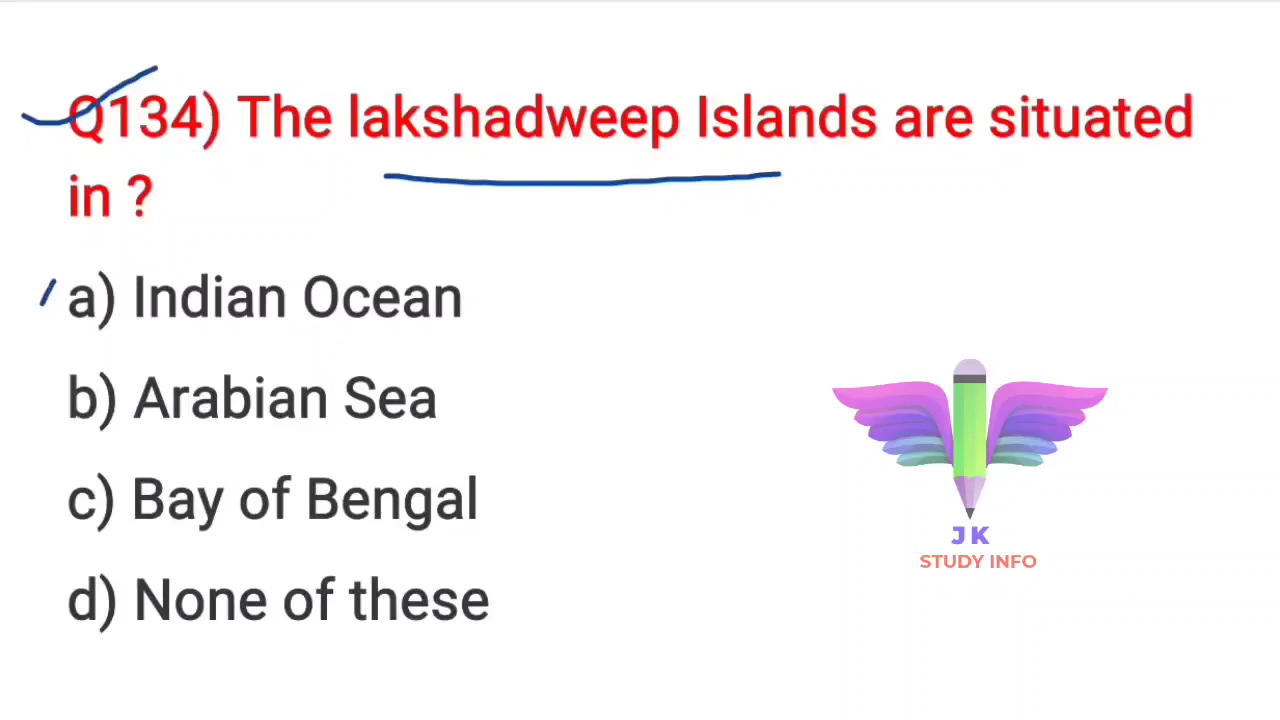 Q134) The lakshadweep Islands are situated
in ?
a) Indian Ocean
b) Arabian Sea
c) Bay of Bengal
d) None of these
JK
STUDY INFO